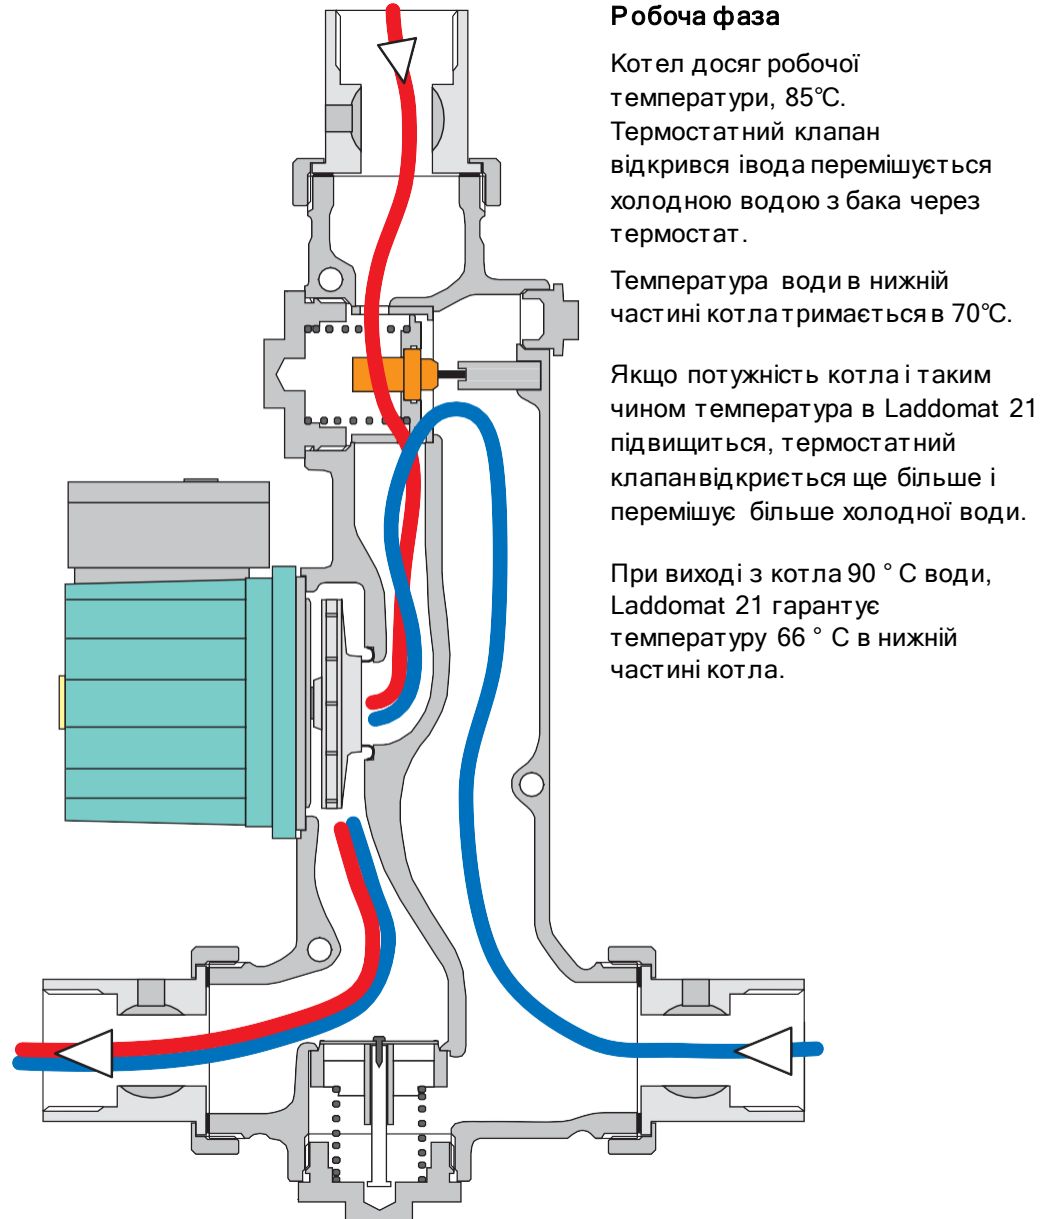 Робоча фаза
Котел досяг робочої
температури, 85°C.
Термостатний клапан
відкрився івода перемішується
холодною водою з бака через
термостат.
Температура води в нижній
частині котла тримається в 70°C.
Якщо потужність котла і таким
чином температура в Laddomat 21
підвищиться, термостатний
клапан відкриється ще більше і
перемішує більше холодної води.
При виході з котла 90 ° C води,
Laddomat 21 гарантує
температуру 66 ° C в нижній
частині котла.